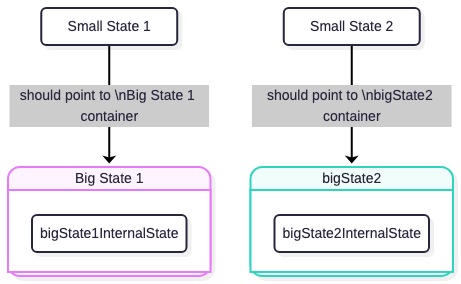 Small State 1
Small State 2
should point to \nBig State 1
container
should point to \nbigState2
container
Big State 1
bigState2
bigState1InternalState
bigState2InternalState